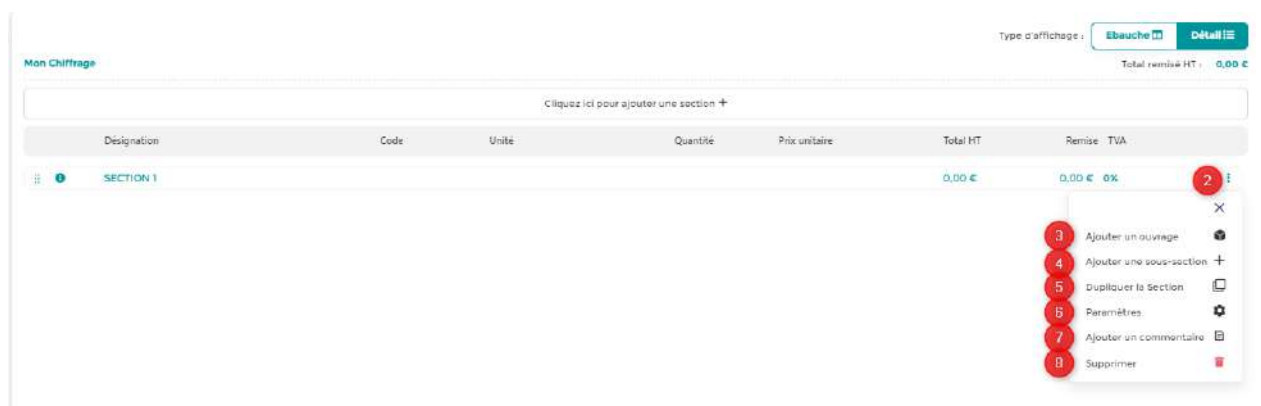 Type d'affichage : Ebauche Détail
Mon Chiffrage Total remisé HT : 0,00 €
Cliquez ici pour ajouter une section +
Désignation Code Unité Quantité Prix unitaire Total HT Remise TVA
SECTION 1 0,00 € 0,00 € 0% 2
3 Ajouter un ouvrage
4 Ajouter une sous-section
5 Dupliquer la Section
6 Paramètres
7 Ajouter un commentaire
8 Supprimer